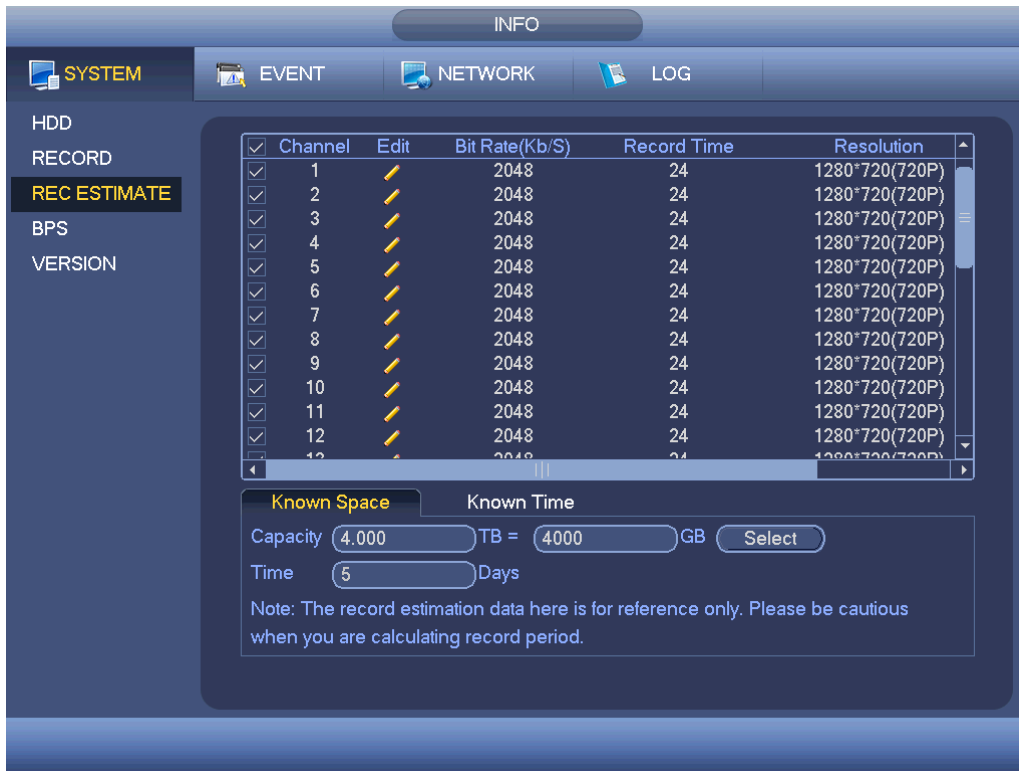 INFO
SYSTEM EVENT NETWORK LOG
HDD
RECORD
REC ESTIMATE
BPS
VERSION
Channel Edit Bit Rate(Kb/S) Record Time Resolution
1 2048 24 1280*720(720P)
2 2048 24 1280*720(720P)
3 2048 24 1280*720(720P)
4 2048 24 1280*720(720P)
5 2048 24 1280*720(720P)
6 2048 24 1280*720(720P)
7 2048 24 1280*720(720P)
8 2048 24 1280*720(720P)
9 2048 24 1280*720(720P)
10 2048 24 1280*720(720P)
11 2048 24 1280*720(720P)
12 2048 24 1280*720(720P)
13 2048 24 1280*720(720P)
Known Space Known Time
Capacity 4.000 TB = 4000 GB Select
Time 5 Days
Note: The record estimation data here is for reference only. Please be cautious
when you are calculating record period.